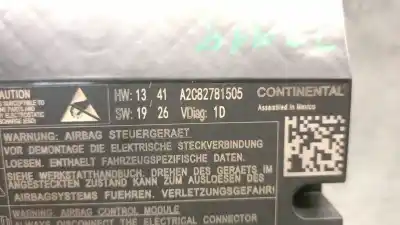 CAUTION
HW: 13 / 41 A2C82781505 CONTINENTAL
SW: 19 26 VDiag: 1D Assembled in Mexico
WARNUNG: AIRBAG STEUERGERAET
VOR DEMONTAGE DIE ELEKTRISCHE STECKVERBINDUNG
LOESEN. ENTHAELT FAHRZEUGSPEZIFISCHE DATEN.
SIEHE WERKSTATTHANDBUCH. DREHEN DES GERAETS IM
ANGESTECKTEN ZUSTAND KANN ZUM AUSLOESEN DES
AIRBAGSYSTEMS FUEHREN. VERLETZUNGSGEFAHR!
WARNING: AIRBAG CONTROL MODULE
ALWAYS DISCONNECT THE ELECTRICAL CONNECTOR